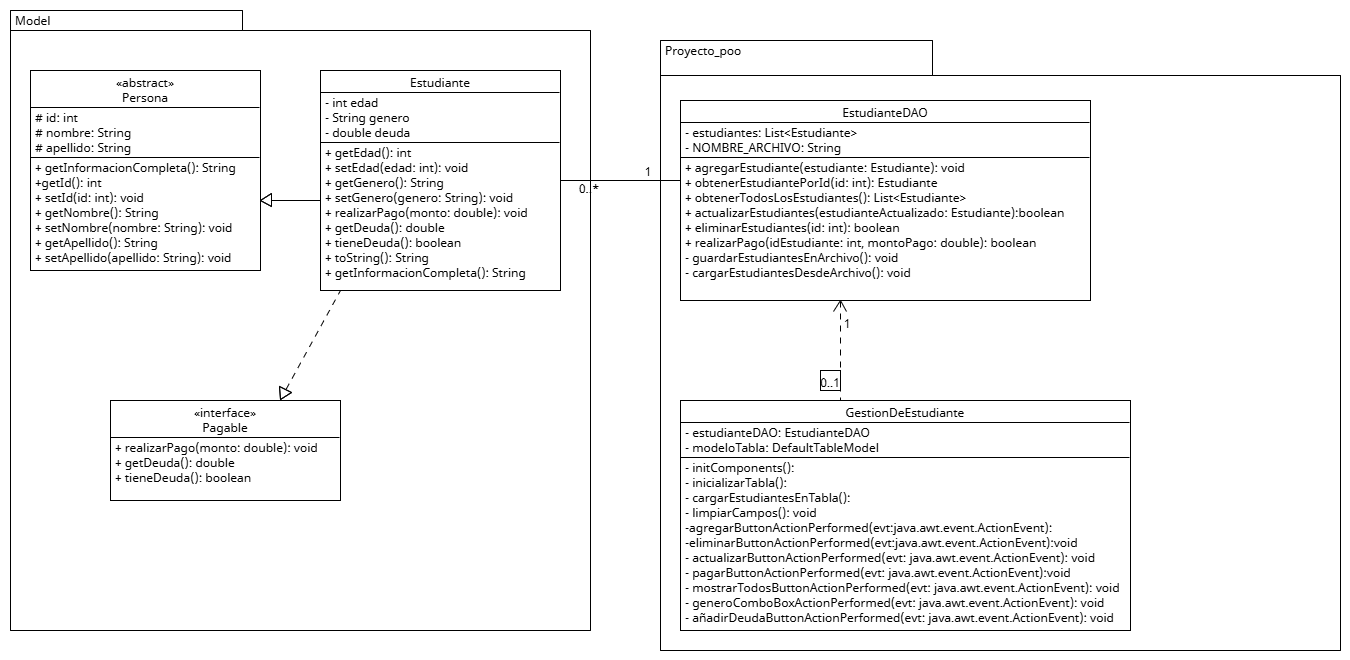 Model
«abstract»
Persona
# id: int
# nombre: String
# apellido: String
+ getInformacionCompleta(): String
+getId(): int
+ setId(id: int): void
+ getNombre(): String
+ setNombre(nombre: String): void
+ getApellido(): String
+ setApellido(apellido: String): void
Estudiante
- int edad
- String genero
- double deuda
+ getEdad(): int
+ setEdad(edad: int): void
+ getGenero(): String
+ setGenero(genero: String): void
+ realizarPago(monto: double): void
+ getDeuda(): double
+ tieneDeuda(): boolean
+ toString(): String
+ getInformacionCompleta(): String
«interface»
Pagable
+ realizarPago(monto: double): void
+ getDeuda(): double
+ tieneDeuda(): boolean
0..*
1
Proyecto_poo
EstudianteDAO
- estudiantes: List<Estudiante>
- NOMBRE_ARCHIVO: String
+ agregarEstudiante(estudiante: Estudiante): void
+ obtenerEstudiantePorId(id: int): Estudiante
+ obtenerTodosLosEstudiantes(): List<Estudiante>
+ actualizarEstudiantes(estudianteActualizado: Estudiante):boolean
+ eliminarEstudiantes(id: int): boolean
+ realizarPago(idEstudiante: int, montoPago: double): boolean
- guardarEstudiantesEnArchivo(): void
- cargarEstudiantesDesdeArchivo(): void
1
0..1
GestionDeEstudiante
- estudianteDAO: EstudianteDAO
- modeloTabla: DefaultTableModel
- initComponents():
- inicializarTabla():
- cargarEstudiantesEnTabla():
- limpiarCampos(): void
-agregarButtonActionPerformed(evt:java.awt.event.ActionEvent):
-eliminarButtonActionPerformed(evt:java.awt.event.ActionEvent):void
- actualizarButtonActionPerformed(evt: java.awt.event.ActionEvent): void
- pagarButtonActionPerformed(evt: java.awt.event.ActionEvent):void
- mostrarTodosButtonActionPerformed(evt: java.awt.event.ActionEvent): void
- generoComboBoxActionPerformed(evt: java.awt.event.ActionEvent): void
- añadirDeudaButtonActionPerformed(evt: java.awt.event.ActionEvent): void